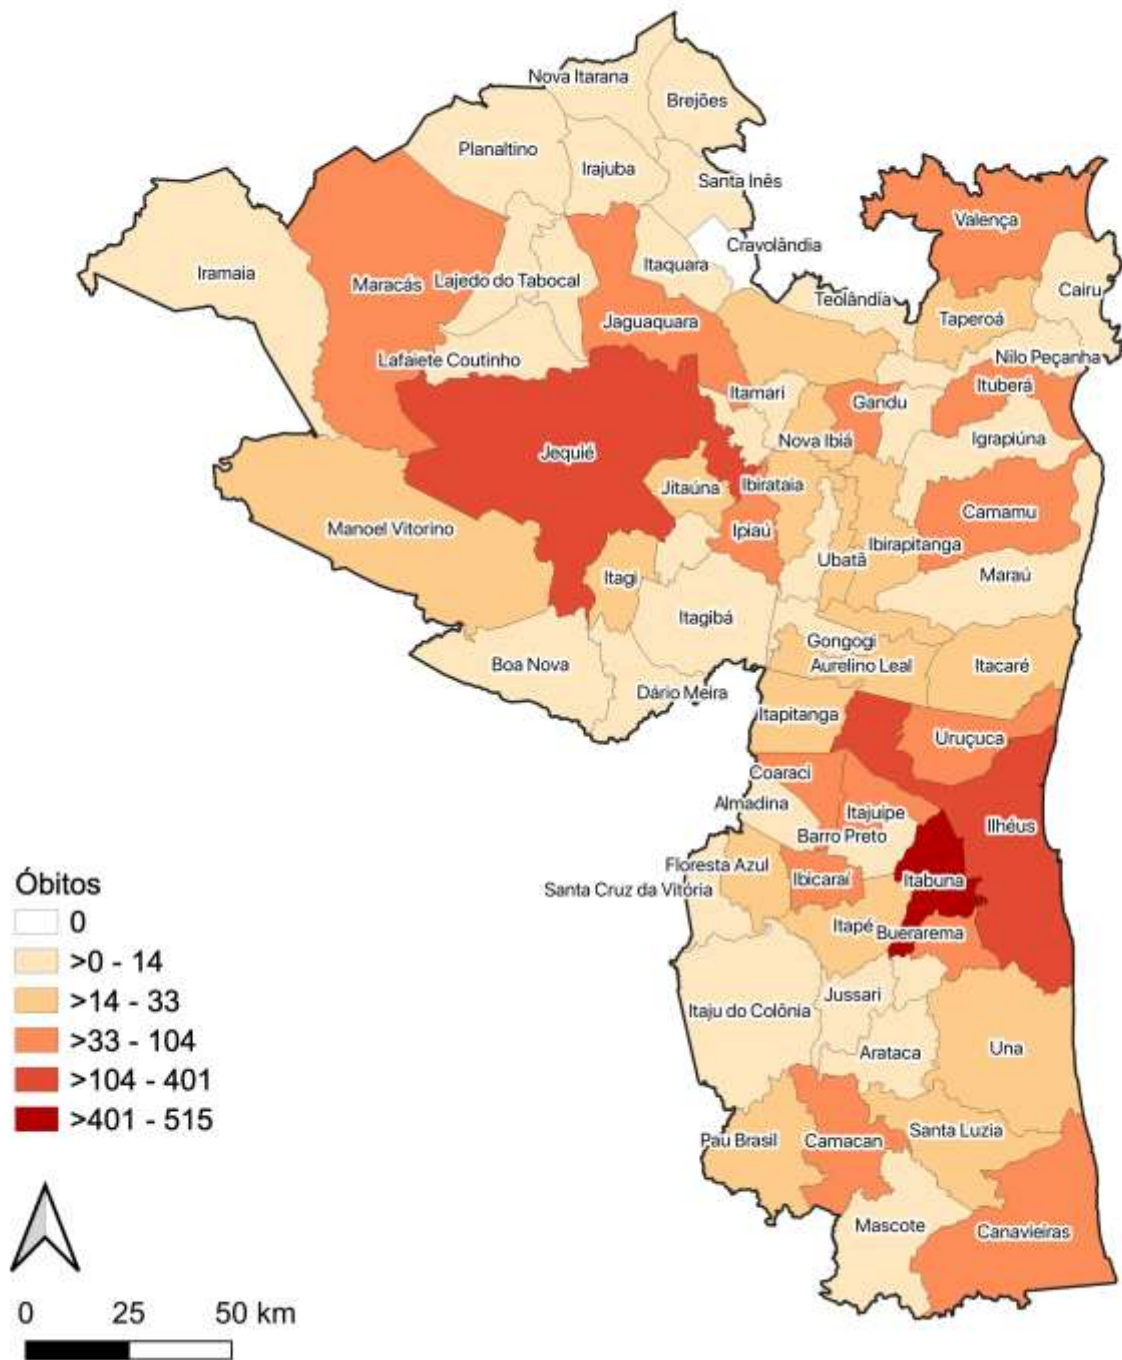 Nova Itarana
Brejões
Planaltino
Irajuba
Santa Inês
Valença
Cravolândia
Iramaia
Itaquara
Maracás
Lajedo do Tabocal
Cairu
Teolândia
Taperoá
Jaguaquara
Nilo Peçanha
Lafaiete Coutinho
Ituberá
Itamari
Gandu
Nova Ibiá
Igrapiúna
Jequié
Jitaúna
Ibirataia
Camamu
Manoel Vitorino
Ipiaú
Ibirapitanga
Ubatã
Itagi
Maraú
Itagibá
Gongogi
Boa Nova
Aurelino Leal
Itacaré
Dário Meira
Itapitanga
Uruçuca
Coaraci
Almadina
Itajuipe
Ilhéus
Barro Preto
Floresta Azul
Santa Cruz da Vitória
Ibicaraí
Itabuna
Itapé
Buerarema
Jussari
Itaju do Colônia
Una
Arataca
Pau Brasil
Camacan
Santa Luzia
Mascote
Canavieiras
Óbitos
0
>0 - 14
>14 - 33
>33 - 104
>104 - 401
>401 - 515
0 25 50 km